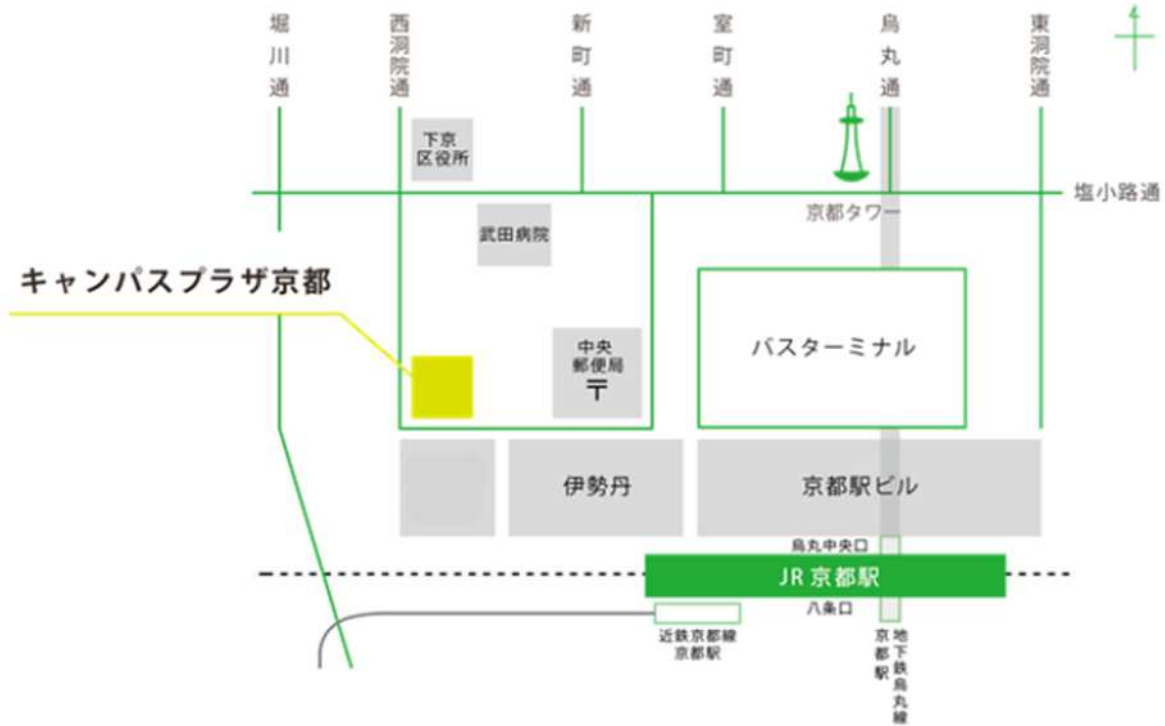 堀川通
西洞院通
新町通
室町通
烏丸通
東洞院通
下京
区役所
塩小路通
京都タワー
武田病院
キャンパスプラザ京都
中央
郵便局
〒
バスターミナル
伊勢丹
京都駅ビル
烏丸中央口
JR 京都駅
八条口
近鉄京都線
京都駅
地下鉄烏丸線
京都駅